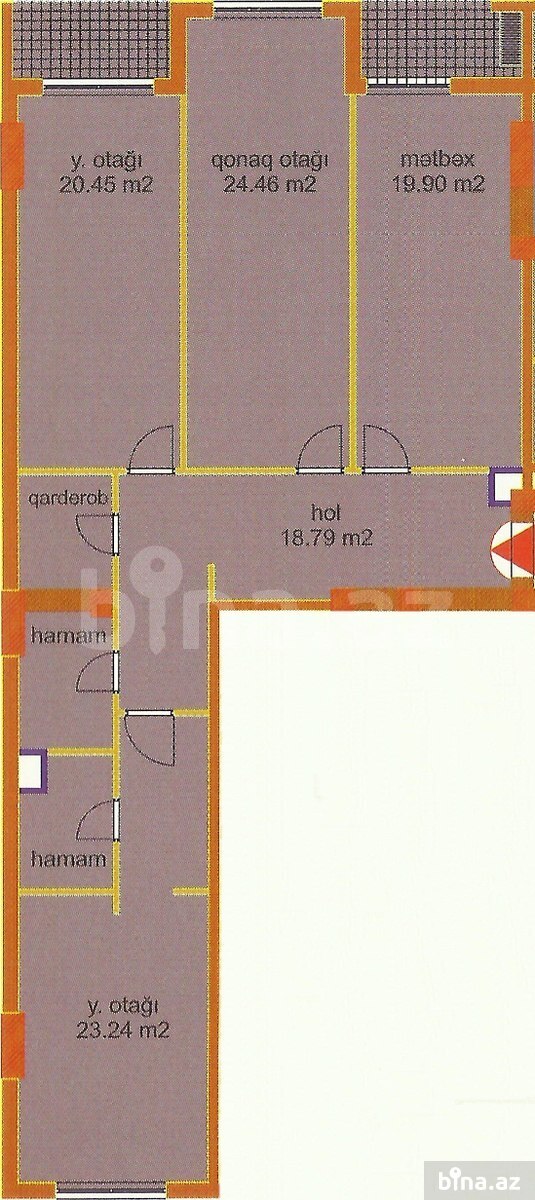 y. otağı
20.45 m2
qonaq otağı
24.46 m2
mətbəx
19.90 m2
qarderob
hol
18.79 m2
bina.az
hamam
hamam
y. otağı
23.24 m2
bina.az